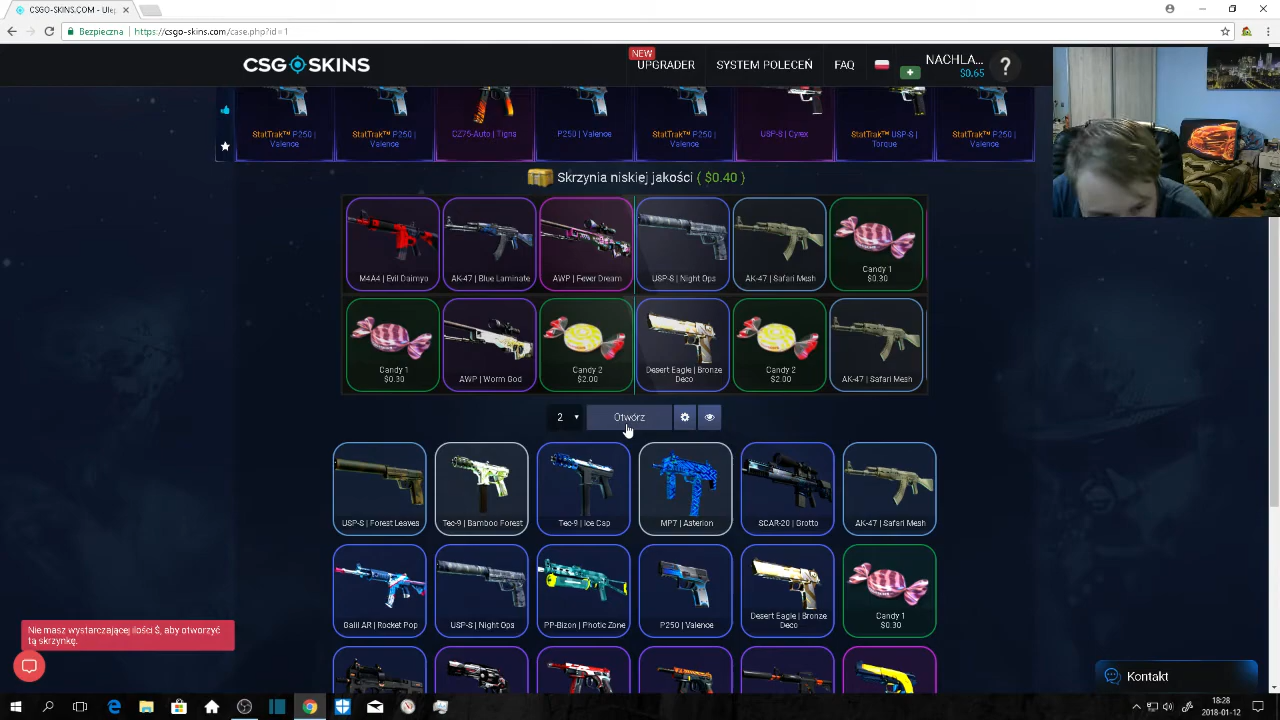 CSGO-SKINS.COM - Ulep
Bezpieczna
https://csgo-skins.com/case.php?id=1
CSG SKINS
NEW
UPGRADER
SYSTEM POLECEŃ
FAQ
NACHLA...
$0.65
?
StatTrak™ P250 |
Valence
StatTrak™ P250 |
Valence
CZ75-Auto | Tigris
P250 | Valence
StatTrak™ P250 |
Valence
USP-S | Cyrex
StatTrak™ USP-S |
Torque
StatTrak™ P250 |
Valence
Skrzynia niskiej jakości { $0.40 }
M4A4 | Evil Daimyo
AK-47 | Blue Laminate
AWP | Fever Dream
USP-S | Night Ops
AK-47 | Safari Mesh
Candy 1
$0.30
Candy 1
$0.30
AWP | Worm God
Candy 2
$2.00
Desert Eagle | Bronze
Deco
Candy 2
$2.00
AK-47 | Safari Mesh
2
Otwórz
USP-S | Forest Leaves
Tec-9 | Bamboo Forest
Tec-9 | Ice Cap
MP7 | Asterion
SCAR-20 | Grotto
AK-47 | Safari Mesh
Galil AR | Rocket Pop
USP-S | Night Ops
PP-Bizon | Photic Zone
P250 | Valence
Desert Eagle | Bronze
Deco
Candy 1
$0.30
Nie masz wystarczającej ilości $, aby otworzyć
tą skrzynkę.
Kontakt
18:28
2018-01-12